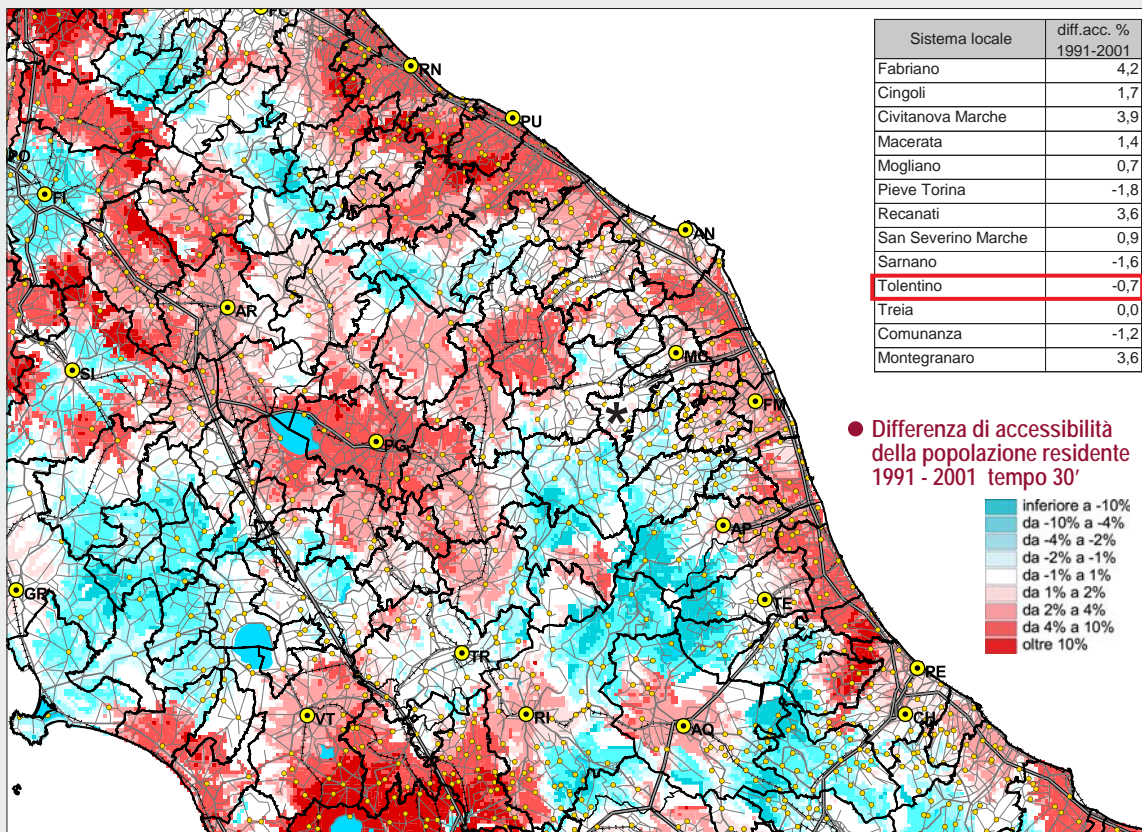 FC
RN
PU
PO
FI
AN
AR
MC
SI
*
FM
PG
AP
GR
TE
TR
PE
VT
RI
AQ
CH
Sistema locale diff.acc. % 1991-2001
Fabriano 4,2
Cingoli 1,7
Civitanova Marche 3,9
Macerata 1,4
Mogliano 0,7
Pieve Torina -1,8
Recanati 3,6
San Severino Marche 0,9
Sarnano -1,6
Tolentino -0,7
Treia 0,0
Comunanza -1,2
Montegranaro 3,6
● Differenza di accessibilità
della popolazione residente
1991 - 2001 tempo 30'
inferiore a -10%
da -10% a -4%
da -4% a -2%
da -2% a -1%
da -1% a 1%
da 1% a 2%
da 2% a 4%
da 4% a 10%
oltre 10%